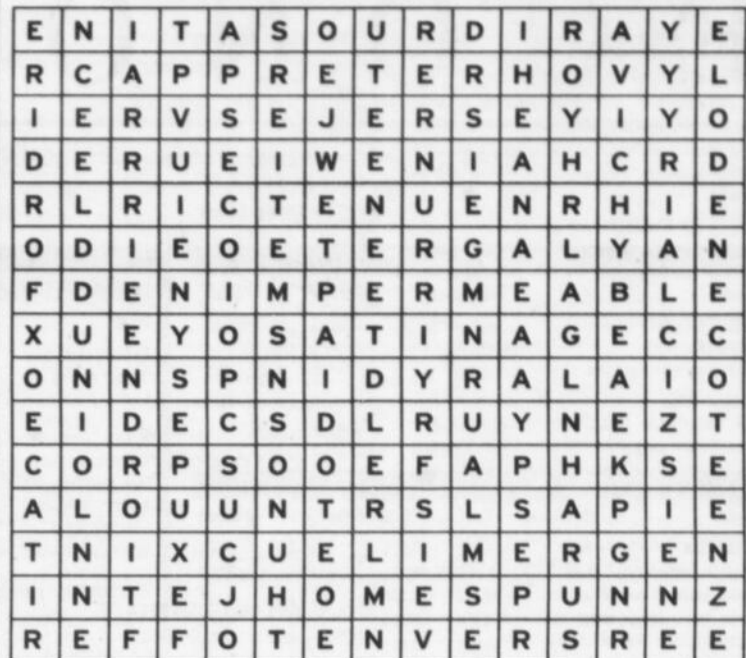 E N I T A S O U R D I R A Y E
R C A P P R E T E R H O V Y L
I E R V S E J E R S E Y I Y O
D E R U E I W E N I A H C R D
R L R I C T E N U E N R H I E
O D I E O E T E R G A L Y A N
F D E N I M P E R M E A B L E
X U E Y O S A T I N A G E C C
O N N S P N I D Y R A L A I O
E I D E C S D L R U Y N E Z T
C O R P S O O E F A P H K S E
A L O U U N T R S L S A P I E
T N I X C U E L I M E R G E N
I N T E J H O M E S P U N N Z
R E F F O T E N V E R S R E E